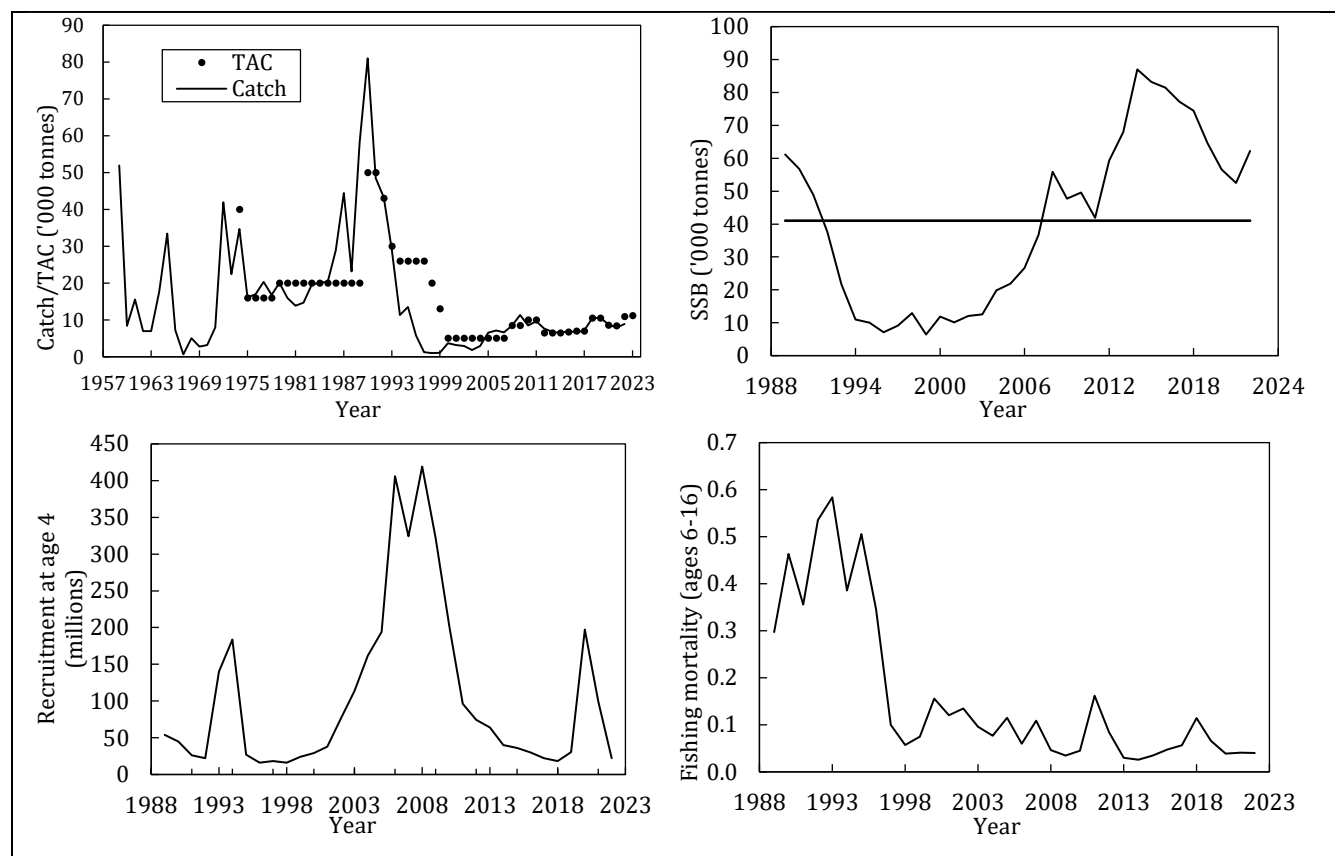 90
80
70
60
50
40
30
20
10
0
Catch/TAC ('000 tonnes)
TAC
Catch
1957 1963 1969 1975 1981 1987 1993 1999 2005 2011 2017 2023
Year
100
90
80
70
60
50
40
30
20
10
0
SSB ('000 tonnes)
1988 1994 2000 2006 2012 2018 2024
Year
450
400
350
300
250
200
150
100
50
0
Recruitment at age 4
(millions)
1988 1993 1998 2003 2008 2013 2018 2023
Year
0.7
0.6
0.5
0.4
0.3
0.2
0.1
0.0
Fishing mortality (ages 6-16)
1988 1993 1998 2003 2008 2013 2018 2023
Year